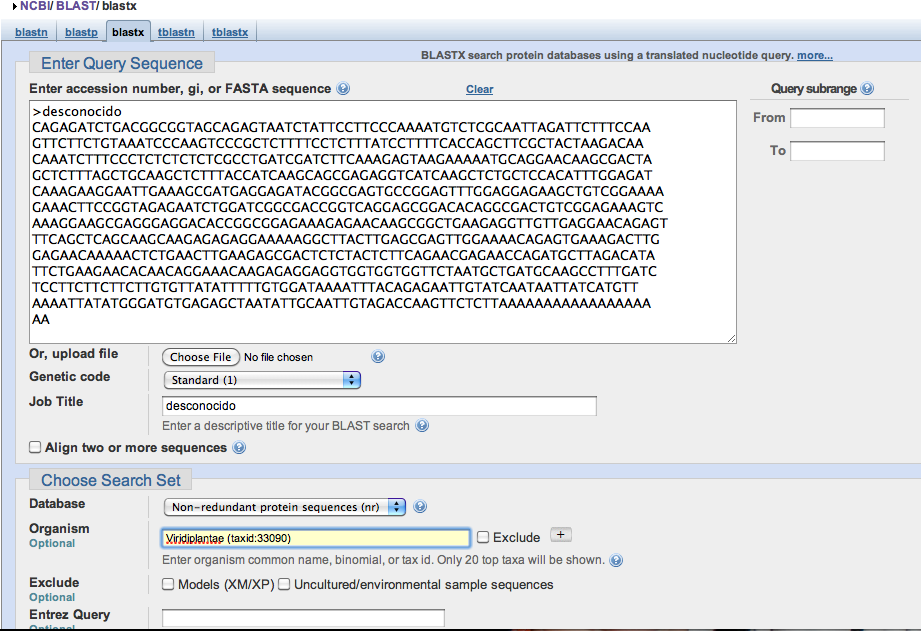 NCBI/ BLAST/ blastx
blastn blastp blastx tblastn tblastx
Enter Query Sequence
BLASTX search protein databases using a translated nucleotide query. more...
Enter accession number, gi, or FASTA sequence
Clear
Query subrange
>desconocido
CAGAGATCTGACGGCGGTAGCAGAGTAATCTATTCCTTCCCAAAATGTCTCGCAATTAGATTCTTTCCAA
GTTCTTCTGTAAATCCCAAGTCCCGCTCTTTTCCTCTTTATCCTTTTCACCAGCTTCGCTACTAAGACAA
CAAATCTTTCCCTCTCTCTCTCGCCTGATCGATCTTCAAAGAGTAAGAAAAATGCAGGAACAAGCGACTA
GCTCTTTAGCTGCAAGCTCTTTACCATCAAGCAGCGAGAGGTCATCAAGCTCTGCTCCACATTTGGAGAT
CAAAGAAGGAATTGAAAGCGATGAGGAGATACGGCGAGTGCCGGAGTTTGGAGGAGAAGCTGTCGGAAAA
GAAACTTCCGGTAGAGAATCTGGATCGGCGACCGGTCAGGAGCGGACACAGGCGACTGTCGGAGAAAGTC
AAAGGAAGCGAGGGAGGACACCGGCGGAGAAAGAGAACAAGCGGCTGAAGAGGTTGTTGAGGAACAGAGT
TTCAGCTCAGCAAGCAAGAGAGAGGAAAAAGGCTTACTTGAGCGAGTTGGAAAACAGAGTGAAAGACTTG
GAGAACAAAAACTCTGAACTTGAAGAGCGACTCTCTACTCTTCAGAACGAGAACCAGATGCTTAGACATA
TTCTGAAGAACACAACAGGAAACAAGAGAGGAGGTGGTGGTGGTTCTAATGCTGATGCAAGCCTTTGATC
TCCTTCTTCTTCTTGTGTTATATTTTTGTGGATAAAATTTACAGAGAATTGTATCAATAATTATCATGTT
AAAATTATATGGGATGTGAGAGCTAATATTGCAATTGTAGACCAAGTTCTCTTAAAAAAAAAAAAAAAAA
AA
From
To
Or, upload file
Choose File No file chosen
Genetic code
Standard (1)
Job Title
desconocido
Enter a descriptive title for your BLAST search
Align two or more sequences
Choose Search Set
Database
Non-redundant protein sequences (nr)
Organism
Optional
Viridiplantae (taxid:33090)
Exclude +
Enter organism common name, binomial, or tax id. Only 20 top taxa will be shown.
Exclude
Optional
Models (XM/XP) Uncultured/environmental sample sequences
Entrez Query
Optional